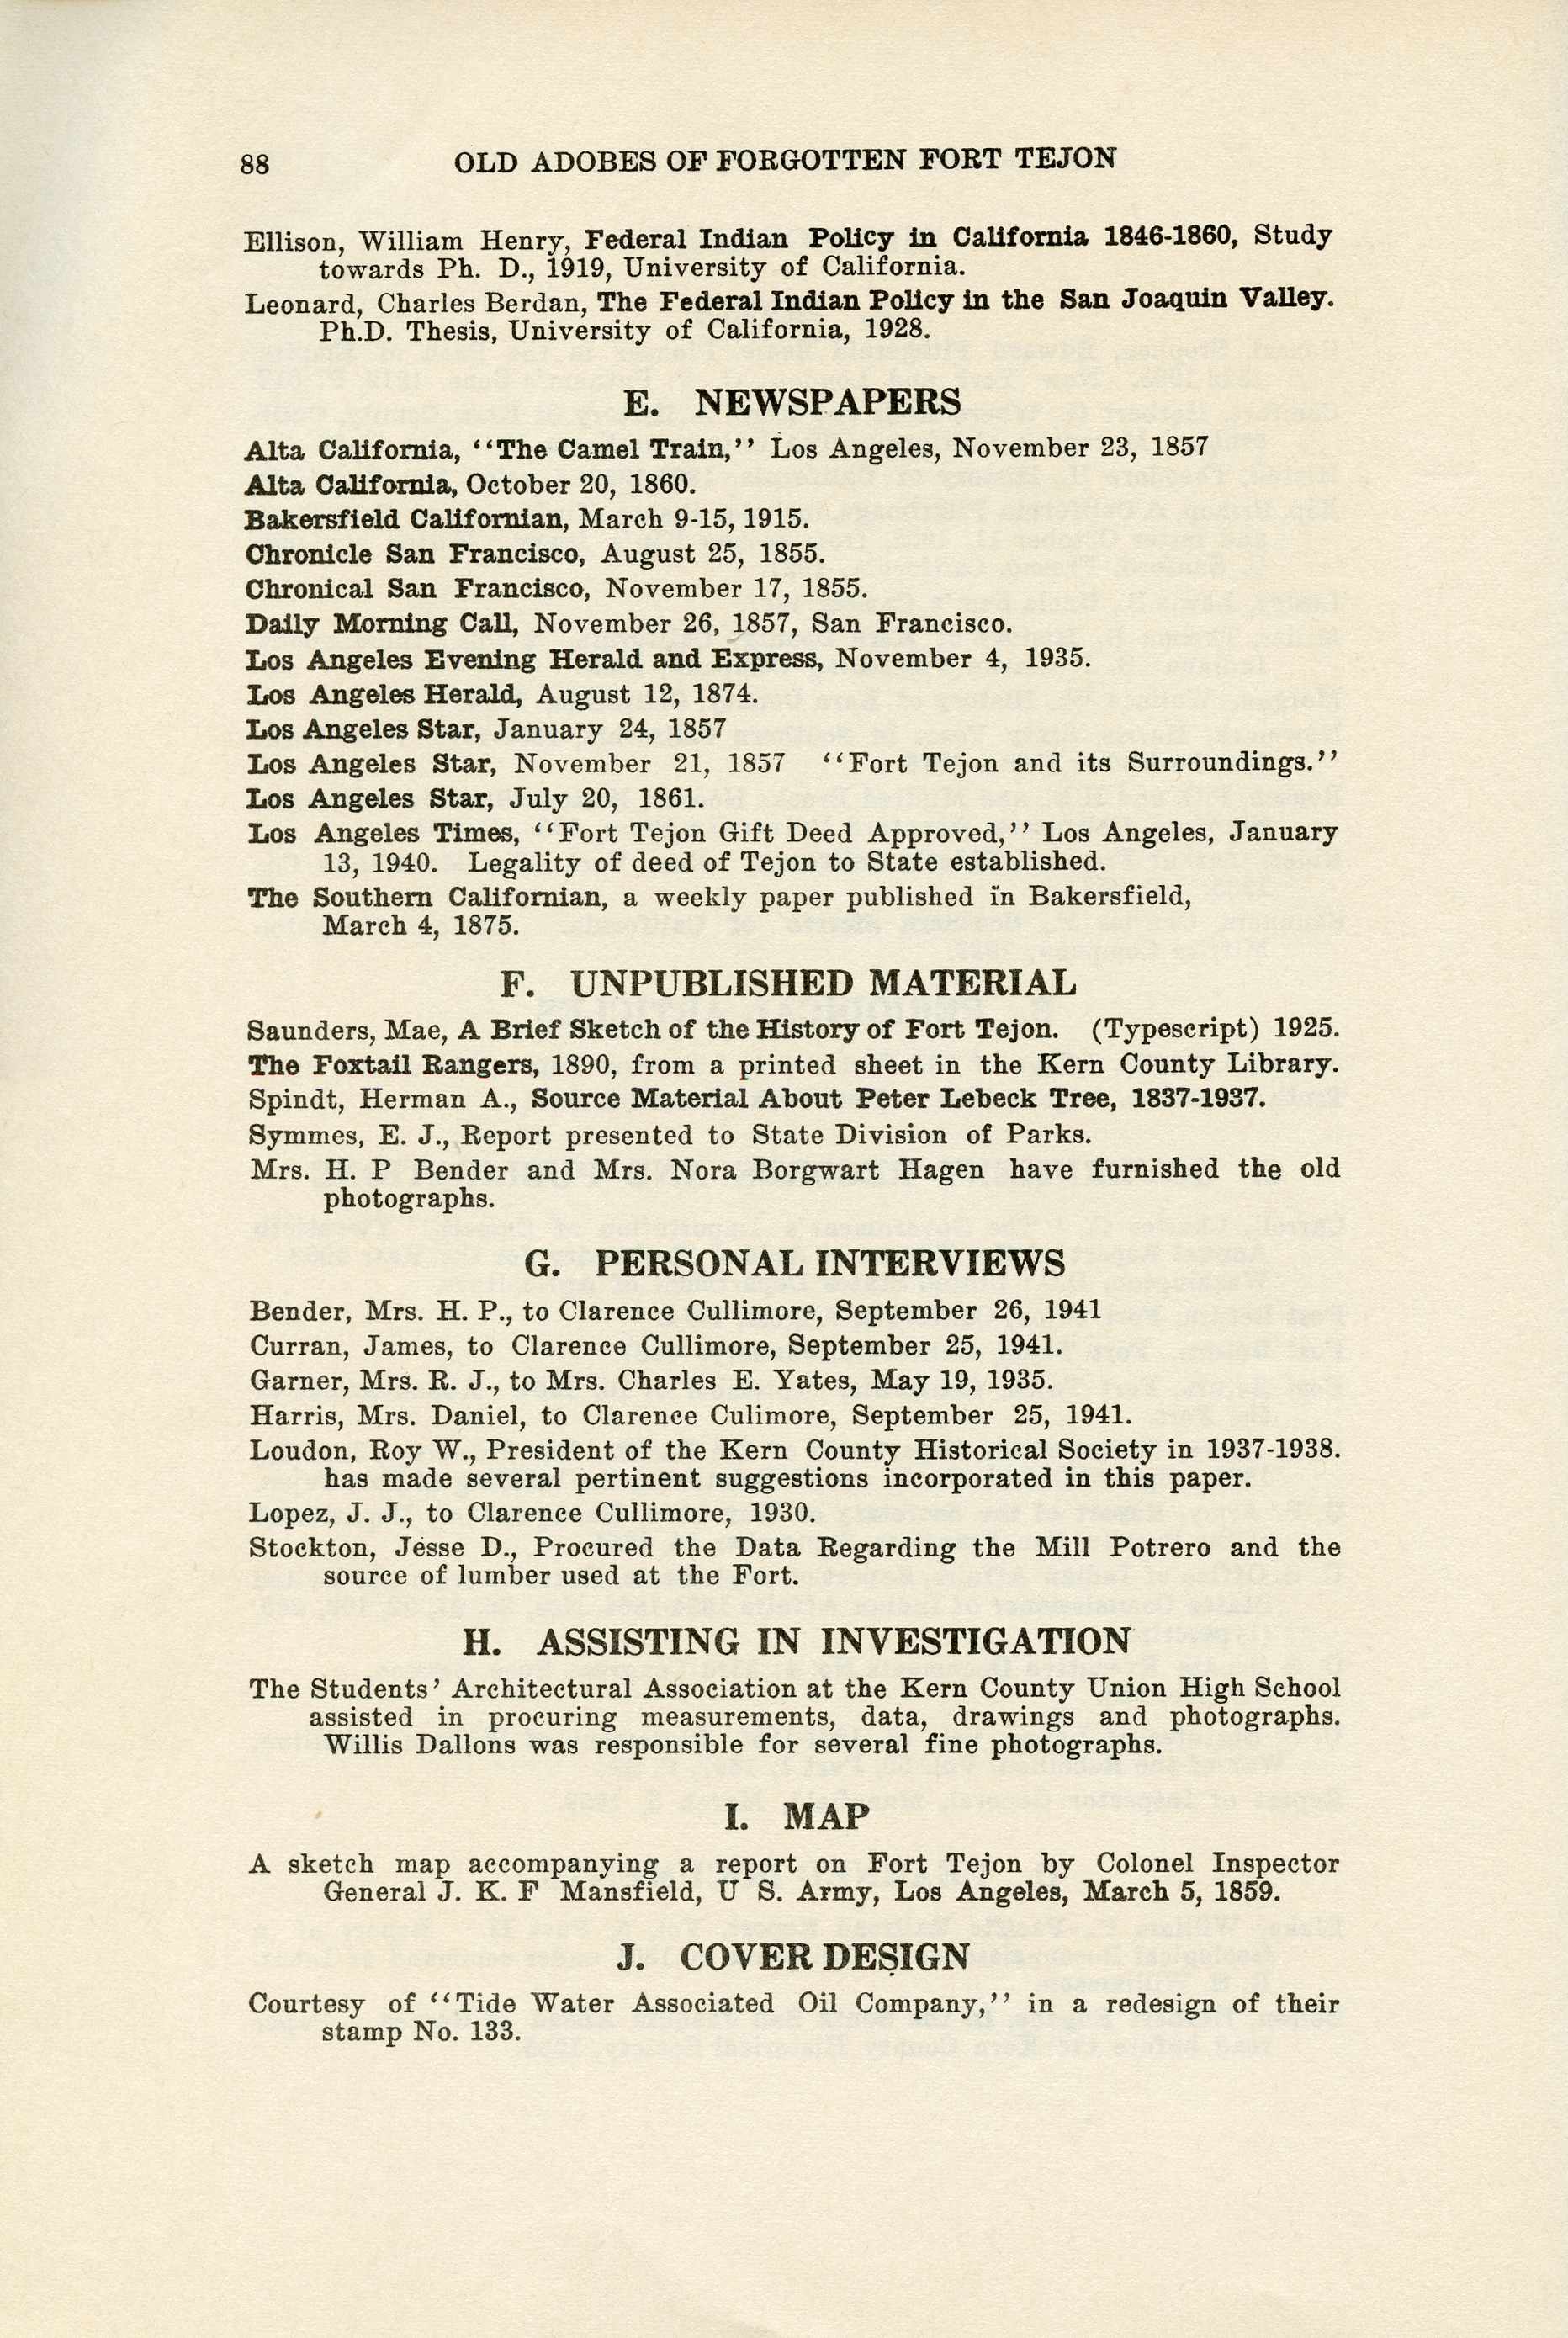 88 OLD ADOBES OF FORGOTTEN FORT TEJON
Ellison, William Henry, Federal Indian Policy in California 1846-1860, Study
towards Ph. D., 1919, University of California.
Leonard, Charles Berdan, The Federal Indian Policy in the San Joaquin Valley.
Ph.D. Thesis, University of California, 1928.
E. NEWSPAPERS
Alta California, ‘‘The Camel Train,’’ Los Angeles, November 23, 1857
Alta California, October 20, 1860.
Bakersfield Californian, March 9-15, 1915.
Chronicle San Francisco, August 25, 1855.
Chronical San Francisco, November 17, 1855.
Daily Morning Call, November 26, 1857, San Francisco.
Los Angeles Evening Herald and Express, November 4, 1935.
Los Angeles Herald, August 12, 1874.
Los Angeles Star, January 24, 1857
Los Angeles Star, November 21, 1857 ‘‘Fort Tejon and its Surroundings.’’
Los Angeles Star, July 20, 1861.
Los Angeles Times, ‘‘Fort Tejon Gift Deed Approved,’’ Los Angeles, January
13, 1940. Legality of deed of Tejon to State established.
The Southern Californian, a weekly paper published in Bakersfield,
March 4, 1875.
F. UNPUBLISHED MATERIAL
Saunders, Mae, A Brief Sketch of the History of Fort Tejon. (Typescript) 1925.
The Foxtail Rangers, 1890, from a printed sheet in the Kern County Library.
Spindt, Herman A., Source Material About Peter Lebeck Tree, 1837-1937.
Symmes, E. J., Report presented to State Division of Parks.
Mrs. H. P Bender and Mrs. Nora Borgwart Hagen have furnished the old
photographs.
G. PERSONAL INTERVIEWS
Bender, Mrs. H. P., to Clarence Cullimore, September 26, 1941
Curran, James, to Clarence Cullimore, September 25, 1941.
Garner, Mrs. R. J., to Mrs. Charles E. Yates, May 19, 1935.
Harris, Mrs. Daniel, to Clarence Culimore, September 25, 1941.
Loudon, Roy W., President of the Kern County Historical Society in 1937-1938.
has made several pertinent suggestions incorporated in this paper.
Lopez, J. J., to Clarence Cullimore, 1930.
Stockton, Jesse D., Procured the Data Regarding the Mill Potrero and the
source of lumber used at the Fort.
H. ASSISTING IN INVESTIGATION
The Students’ Architectural Association at the Kern County Union High School
assisted in procuring measurements, data, drawings and photographs.
Willis Dallons was responsible for several fine photographs.
I. MAP
A sketch map accompanying a report on Fort Tejon by Colonel Inspector
General J. K. F Mansfield, U S. Army, Los Angeles, March 5, 1859.
J. COVER DESIGN
Courtesy of ‘‘Tide Water Associated Oil Company,’’ in a redesign of their
stamp No. 133.